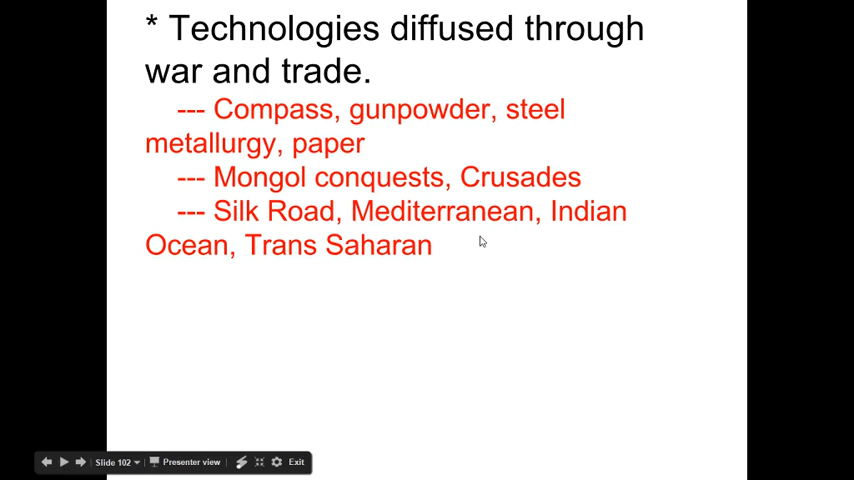 * Technologies diffused through
war and trade.
--- Compass, gunpowder, steel
metallurgy, paper
--- Mongol conquests, Crusades
--- Silk Road, Mediterranean, Indian
Ocean, Trans Saharan
Slide 102 Presenter view Exit